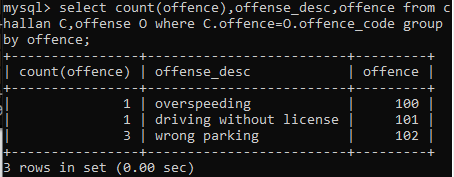 mysql> select count(offence),offense_desc,offence from c
hallan C,offense O where C.offence=O.offence_code group
by offence;
+----------------+-------------------------+---------+
| count(offence) | offense_desc            | offence |
+----------------+-------------------------+---------+
|              1 | overspeeding            |     100 |
|              1 | driving without license |     101 |
|              3 | wrong parking           |     102 |
+----------------+-------------------------+---------+
3 rows in set (0.00 sec)